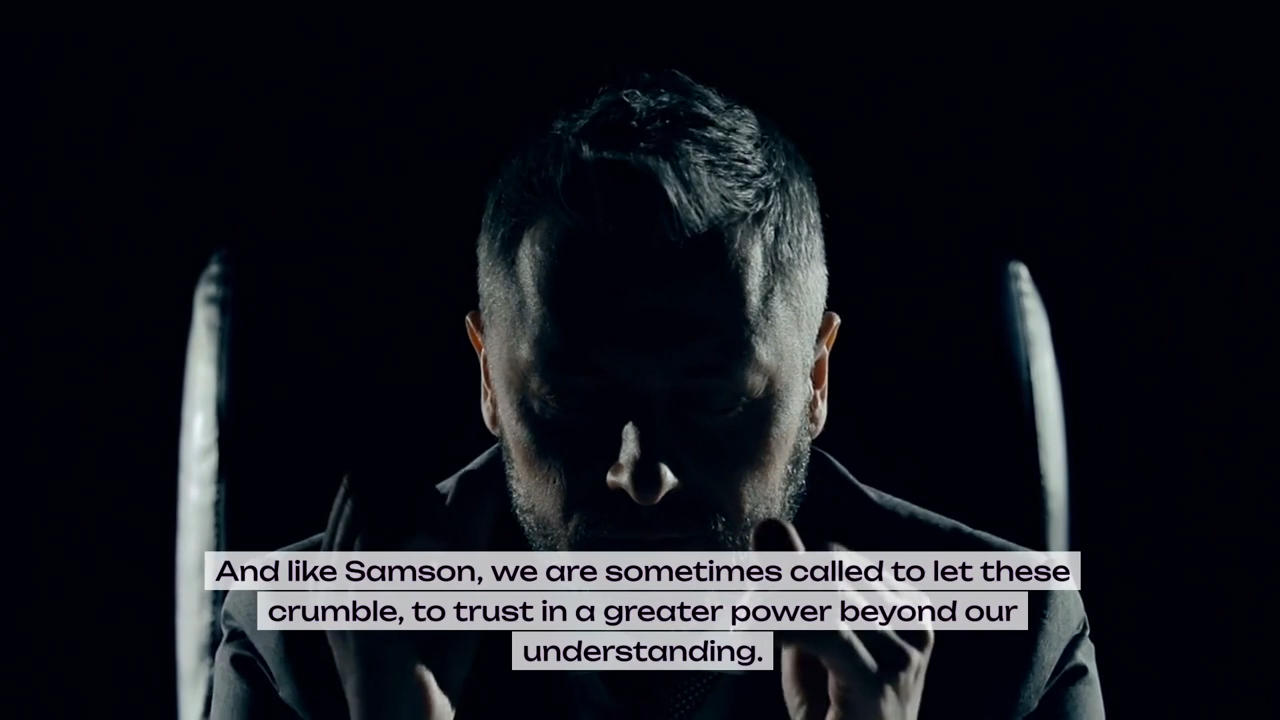 And like Samson, we are sometimes called to let these
crumble, to trust in a greater power beyond our
understanding.